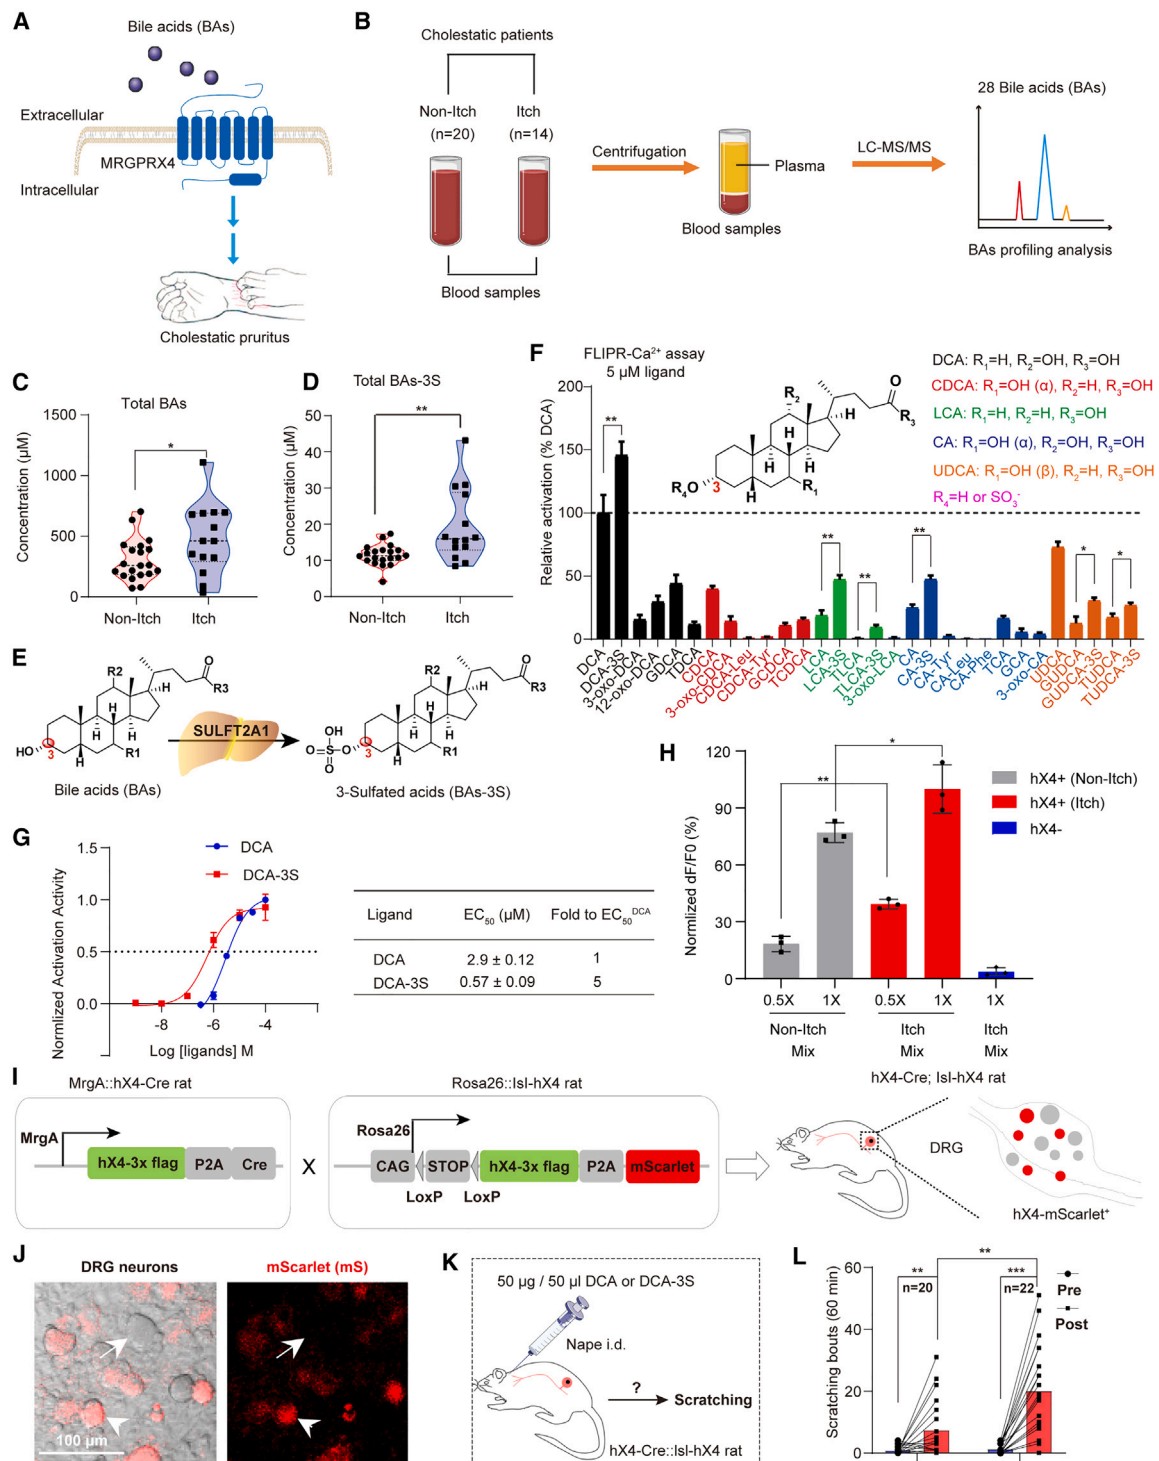 A
Bile acids (BAs)
Extracellular
MRGPRX4
Intracellular
Cholestatic pruritus
B
Cholestatic patients
Non-Itch
(n=20)
Itch
(n=14)
Blood samples
Centrifugation
Plasma
Blood samples
LC-MS/MS
28 Bile acids (BAs)
BAs profiling analysis
C
Total BAs
Concentration (µM)
1500
1000
500
0
*
Non-Itch
Itch
D
Total BAs-3S
Concentration (µM)
50
40
30
20
10
0
**
Non-Itch
Itch
E
HO
3
H
H
H
H
R2
R1
O
R3
Bile acids (BAs)
SULFT2A1
OH
O=S-O
O
3
H
H
H
H
R2
R1
O
R3
3-Sulfated acids (BAs-3S)
F
FLIPR-Ca²⁺ assay
5 µM ligand
Relative activation (% DCA)
200
150
100
50
0
**
**
**
**
*
*
R₂
O
R₃
H
H
H
H
R₄O
3
R₁
DCA: R₁=H, R₂=OH, R₃=OH
CDCA: R₁=OH (α), R₂=H, R₃=OH
LCA: R₁=H, R₂=H, R₃=OH
CA: R₁=OH (α), R₂=OH, R₃=OH
UDCA: R₁=OH (β), R₂=H, R₃=OH
R₄=H or SO₃⁻
DCA
DCA-3S
3-oxo-DCA
12-oxo-DCA
GDCA
TDCA
CDCA
3-oxo-CDCA
CDCA-Leu
CDCA-Tyr
GCDCA
TCDCA
LCA
LCA-3S
TLCA
TLCA-3S
3-oxo-LCA
CA
CA-3S
CA-Tyr
CA-Leu
CA-Phe
TCA
GCA
3-oxo-CA
UDCA
GUDCA
GUDCA-3S
TUDCA
TUDCA-3S
G
Normlized Activation Activity
1.5
1.0
0.5
0.0
-8
-6
-4
Log [ligands] M
DCA
DCA-3S
Ligand EC₅₀ (µM) Fold to EC₅₀ᴰᶜᴬ
DCA 2.9 ± 0.12 1
DCA-3S 0.57 ± 0.09 5
H
Normlized dF/F0 (%)
120
90
60
30
0
**
*
hX4+ (Non-Itch)
hX4+ (Itch)
hX4-
0.5X 1X 0.5X 1X 1X
Non-Itch Itch Itch
Mix Mix Mix
I
MrgA::hX4-Cre rat
MrgA
hX4-3x flag P2A Cre
X
Rosa26::lsl-hX4 rat
Rosa26
CAG STOP hX4-3x flag P2A mScarlet
LoxP LoxP
hX4-Cre; lsl-hX4 rat
DRG
hX4-mScarlet⁺
J
DRG neurons
mScarlet (mS)
100 µm
K
50 µg / 50 µl DCA or DCA-3S
Nape i.d.
?
Scratching
hX4-Cre::lsl-hX4 rat
L
Scratching bouts (60 min)
60
40
20
0
**
**
***
n=20
n=22
Pre
Post